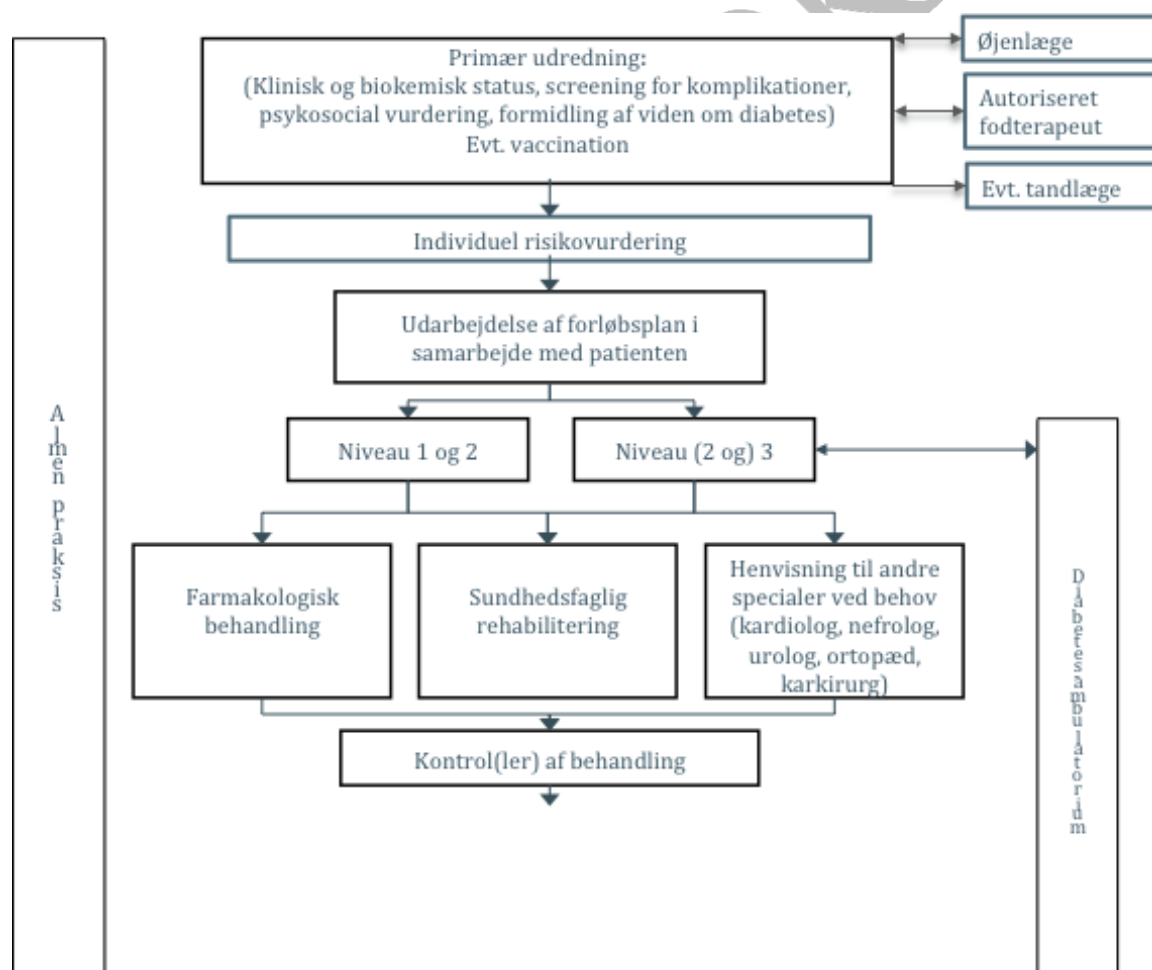 Primær udredning:
(Klinisk og biokemisk status, screening for komplikationer,
psykosocial vurdering, formidling af viden om diabetes)
Evt. vaccination
Øjenlæge
Autoriseret
fodterapeut
Evt. tandlæge
Individuel risikovurdering
Udarbejdelse af forløbsplan i
samarbejde med patienten
Almen praksis
Niveau 1 og 2
Niveau (2 og) 3
Diabetesambulatorium
Farmakologisk
behandling
Sundhedsfaglig
rehabilitering
Henvisning til andre
specialer ved behov
(kardiolog, nefrolog,
urolog, ortopæd,
karkirurg)
Kontrol(ler) af behandling